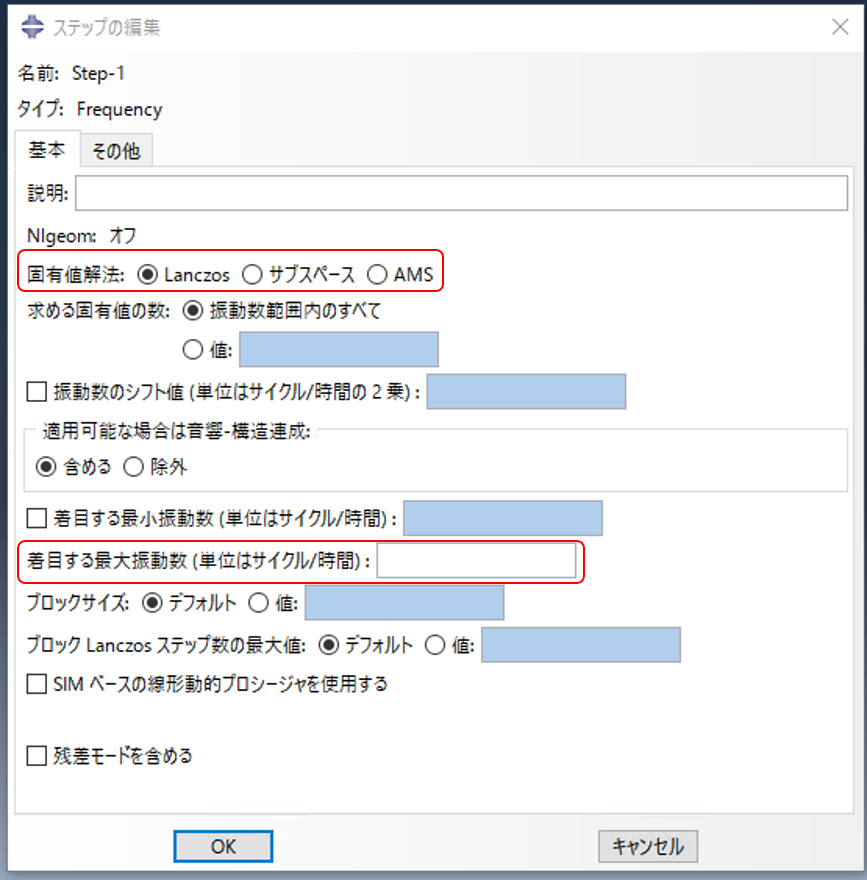 ステップの編集
名前: Step-1
タイプ: Frequency
基本 その他
説明:
Nlgeom: オフ
固有値解法: Lanczos サブスペース AMS
求める固有値の数: 振動数範囲内のすべて
値:
振動数のシフト値 (単位はサイクル/時間の 2 乗) :
適用可能な場合は音響-構造連成:
含める 除外
着目する最小振動数 (単位はサイクル/時間) :
着目する最大振動数 (単位はサイクル/時間) :
ブロックサイズ: デフォルト 値:
ブロック Lanczos ステップ数の最大値: デフォルト 値:
SIM ベースの線形動的プロシージャを使用する
残差モードを含める
OK キャンセル